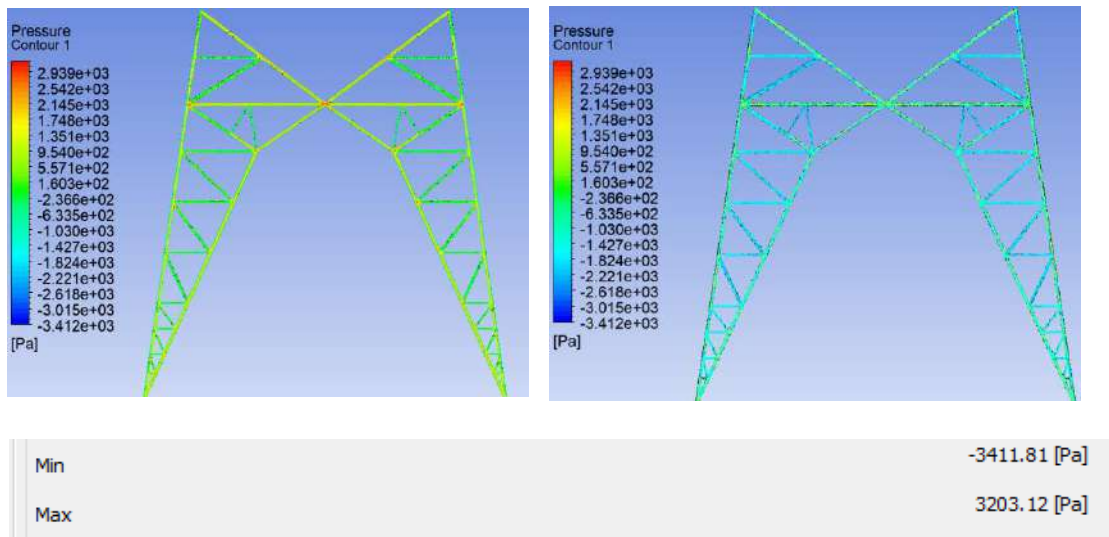 Pressure
Contour 1
2.939e+03
2.542e+03
2.145e+03
1.748e+03
1.351e+03
9.540e+02
5.571e+02
1.603e+02
-2.366e+02
-6.335e+02
-1.030e+03
-1.427e+03
-1.824e+03
-2.221e+03
-2.618e+03
-3.015e+03
-3.412e+03
[Pa]
Pressure
Contour 1
2.939e+03
2.542e+03
2.145e+03
1.748e+03
1.351e+03
9.540e+02
5.571e+02
1.603e+02
-2.366e+02
-6.335e+02
-1.030e+03
-1.427e+03
-1.824e+03
-2.221e+03
-2.618e+03
-3.015e+03
-3.412e+03
[Pa]
Min -3411.81 [Pa]
Max 3203.12 [Pa]